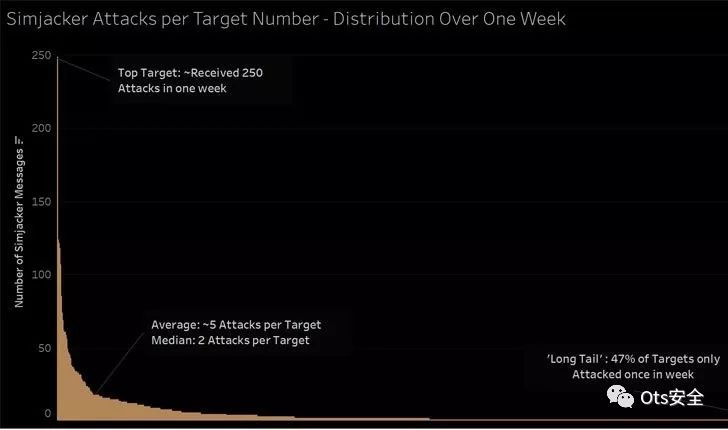 Simjacker Attacks per Target Number - Distribution Over One Week
250
Top Target: ~Received 250
Attacks in one week
200
150
100
50
0
Number of Simjacker Messages
Average: ~5 Attacks per Target
Median: 2 Attacks per Target
'Long Tail' : 47% of Targets only
Attacked once in week
Ots安全